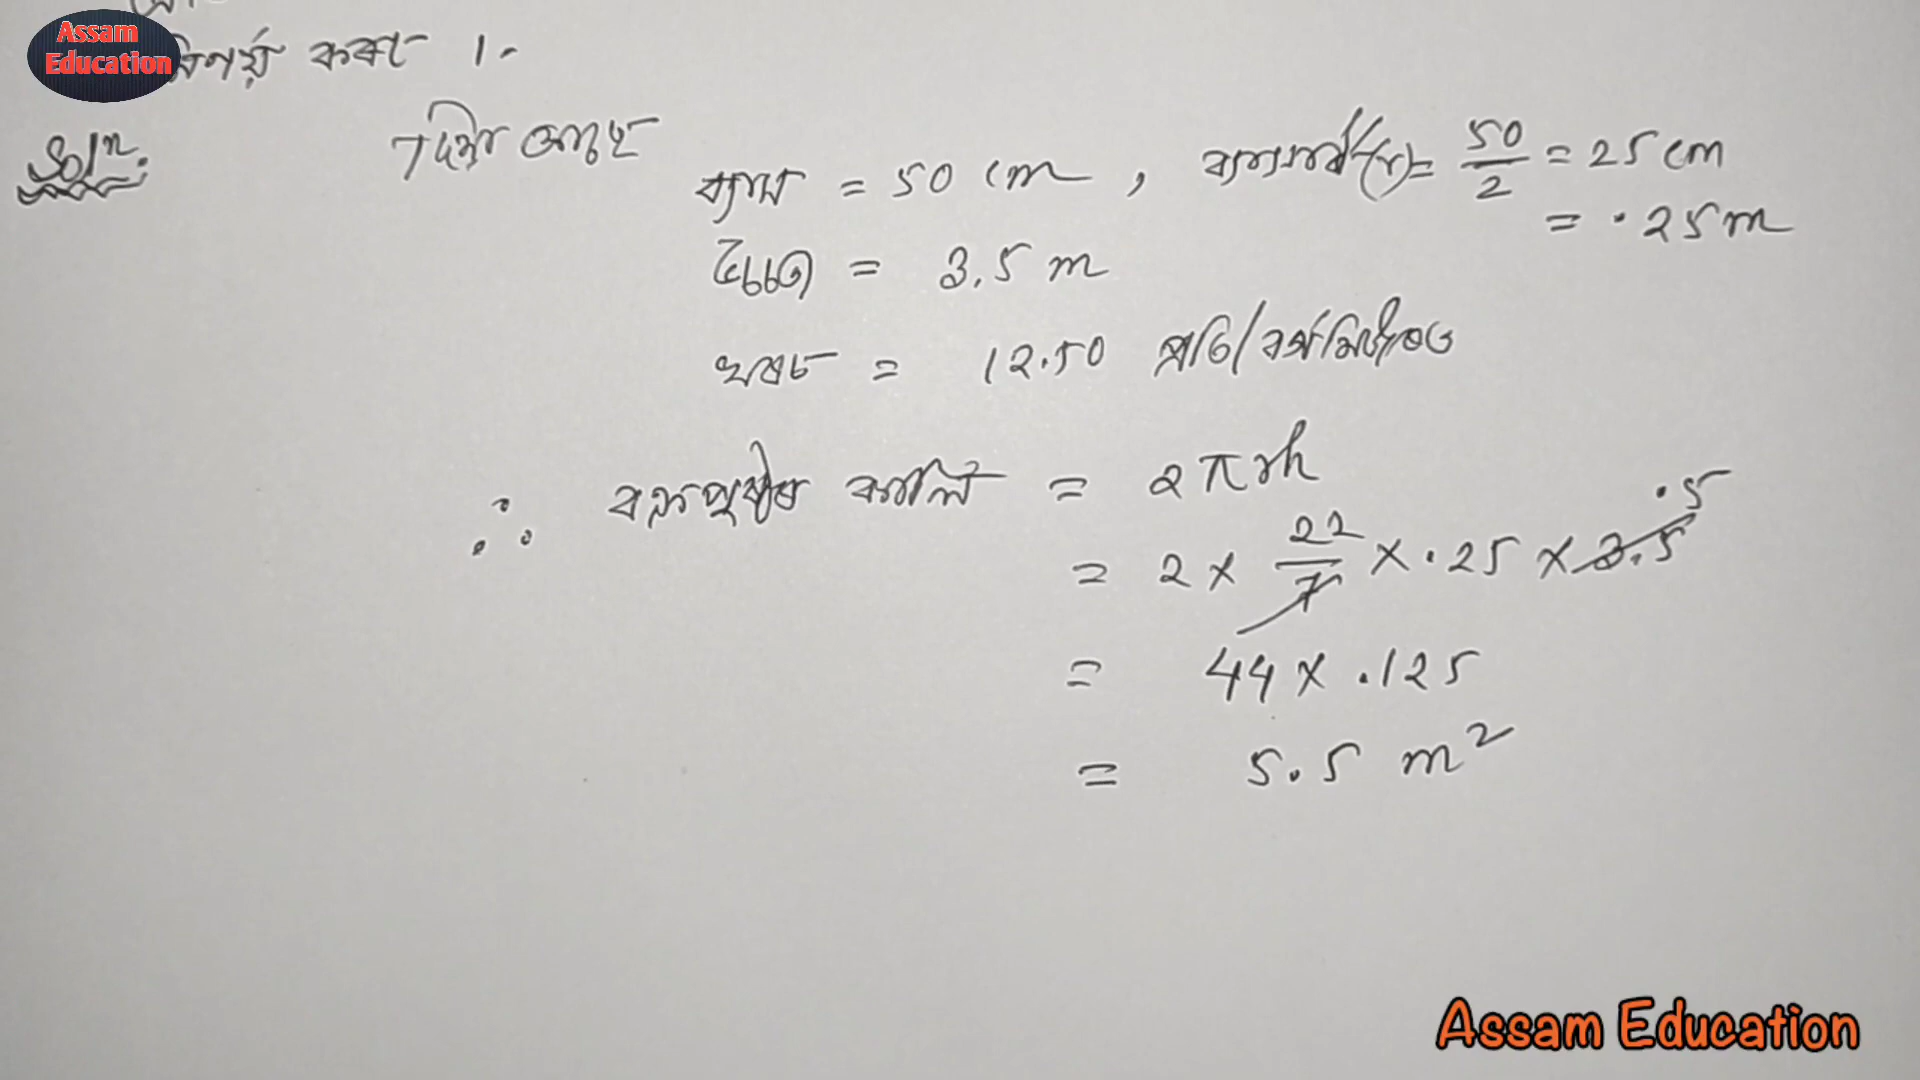 Assam
Education
নিৰ্ণয় কৰা ।
Solⁿ.
দিয়া আছে
ব্যাস = 50 cm , ব্যাসাৰ্ধ (r) = 50/2 = 25 cm
= .25 m
উচ্চতা = 3.5 m
খৰচ = 12.50 প্ৰতি/বৰ্গমিটাৰত
∴ বক্ৰপৃষ্ঠৰ কালি = 2πrh
= 2 × 22/7 × .25 × 3.5 .5
= 44 × .125
= 5.5 m²
Assam Education